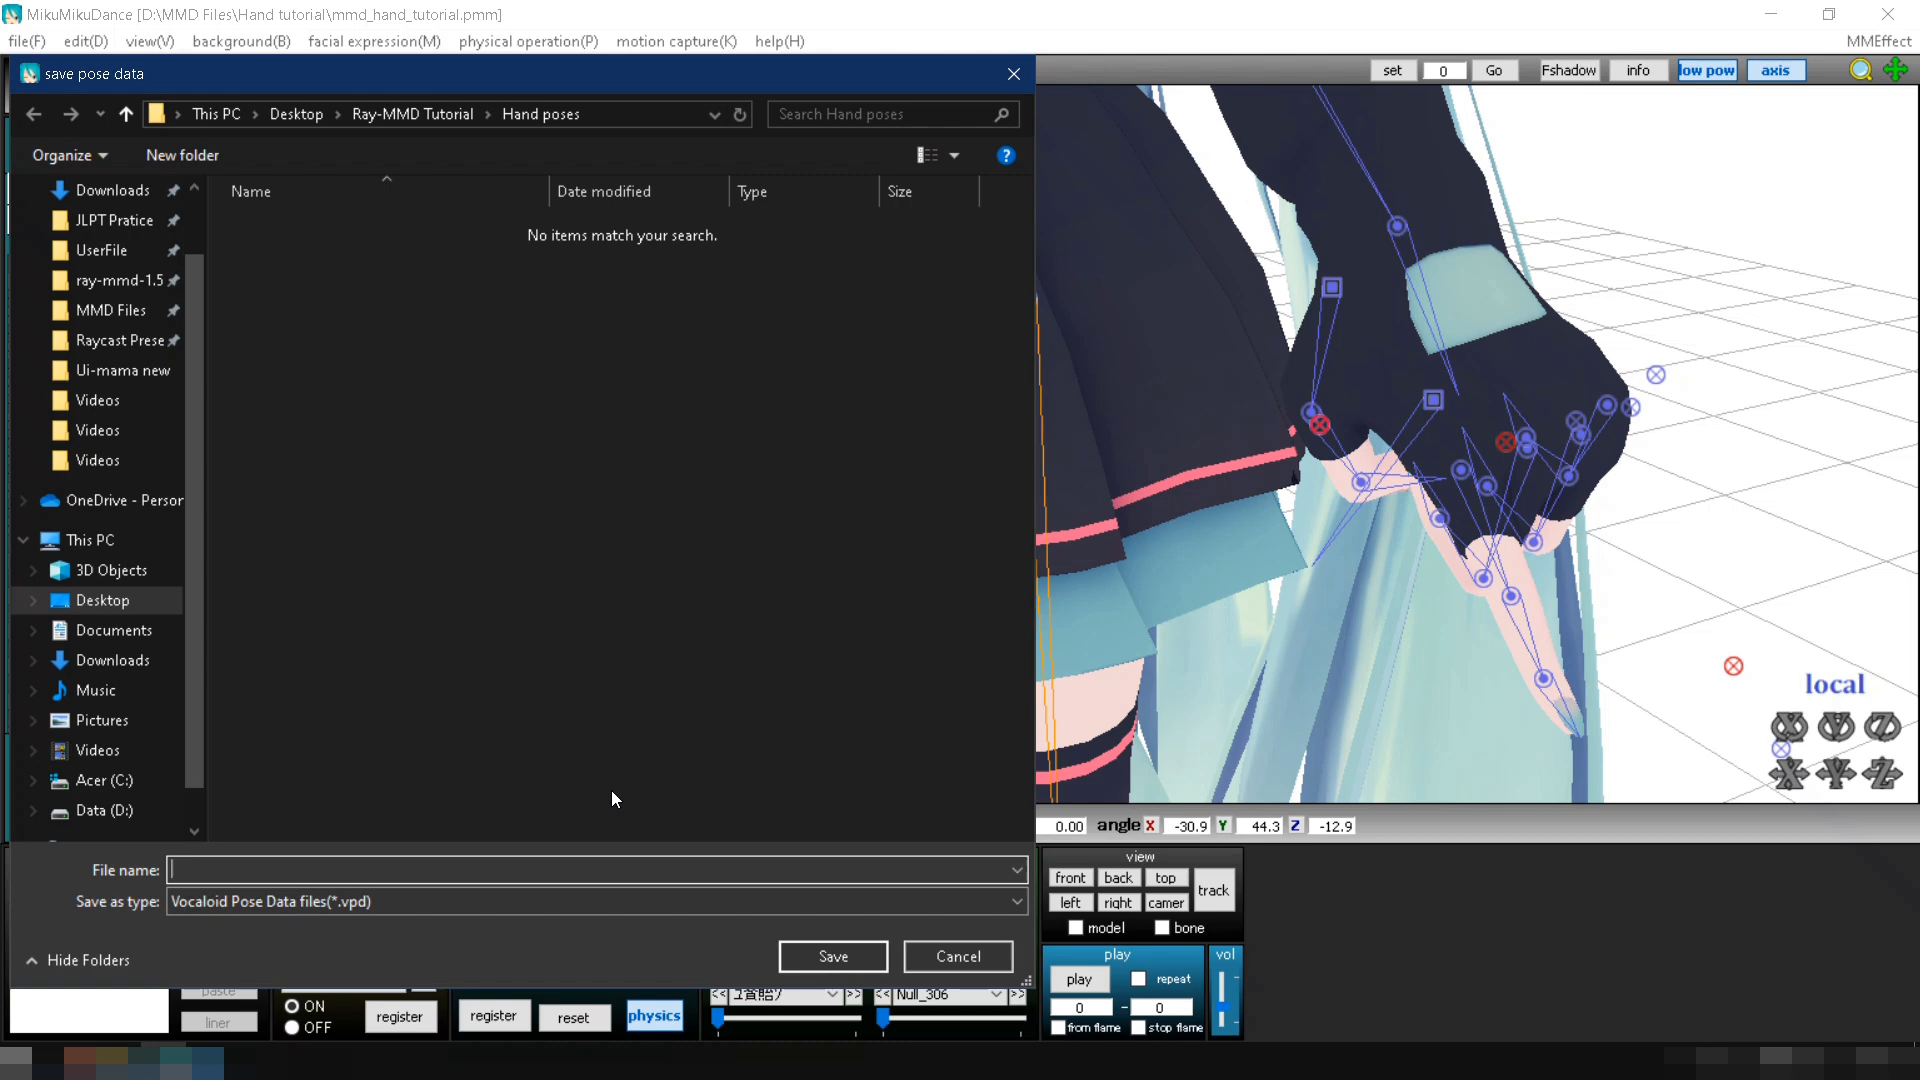 MikuMikuDance [D:\MMD Files\Hand tutorial\mmd_hand_tutorial.pmm]
file(F) edit(D) view(V) background(B) facial expression(M) physical operation(P) motion capture(K) help(H) MMEffect
save pose data
set 0 Go Fshadow info low pow axis
This PC > Desktop > Ray-MMD Tutorial > Hand poses
Search Hand poses
Organize New folder
Name Date modified Type Size
No items match your search.
Downloads
JLPT Pratice
UserFile
ray-mmd-1.5
MMD Files
Raycast Prese
Ui-mama new
Videos
Videos
Videos
OneDrive - Persor
This PC
3D Objects
Desktop
Documents
Downloads
Music
Pictures
Videos
Acer (C:)
Data (D:)
local
X Y Z
X Y Z
0.00 angle X -30.9 Y 44.3 Z -12.9
File name:
Save as type: Vocaloid Pose Data files(*.vpd)
Hide Folders
Save Cancel
view
front back top track
left right camer
model bone
play vol
play repeat
0 - 0
from flame stop flame
paste
liner
ON
OFF
register
register reset physics
<< >> << Null_306 >>